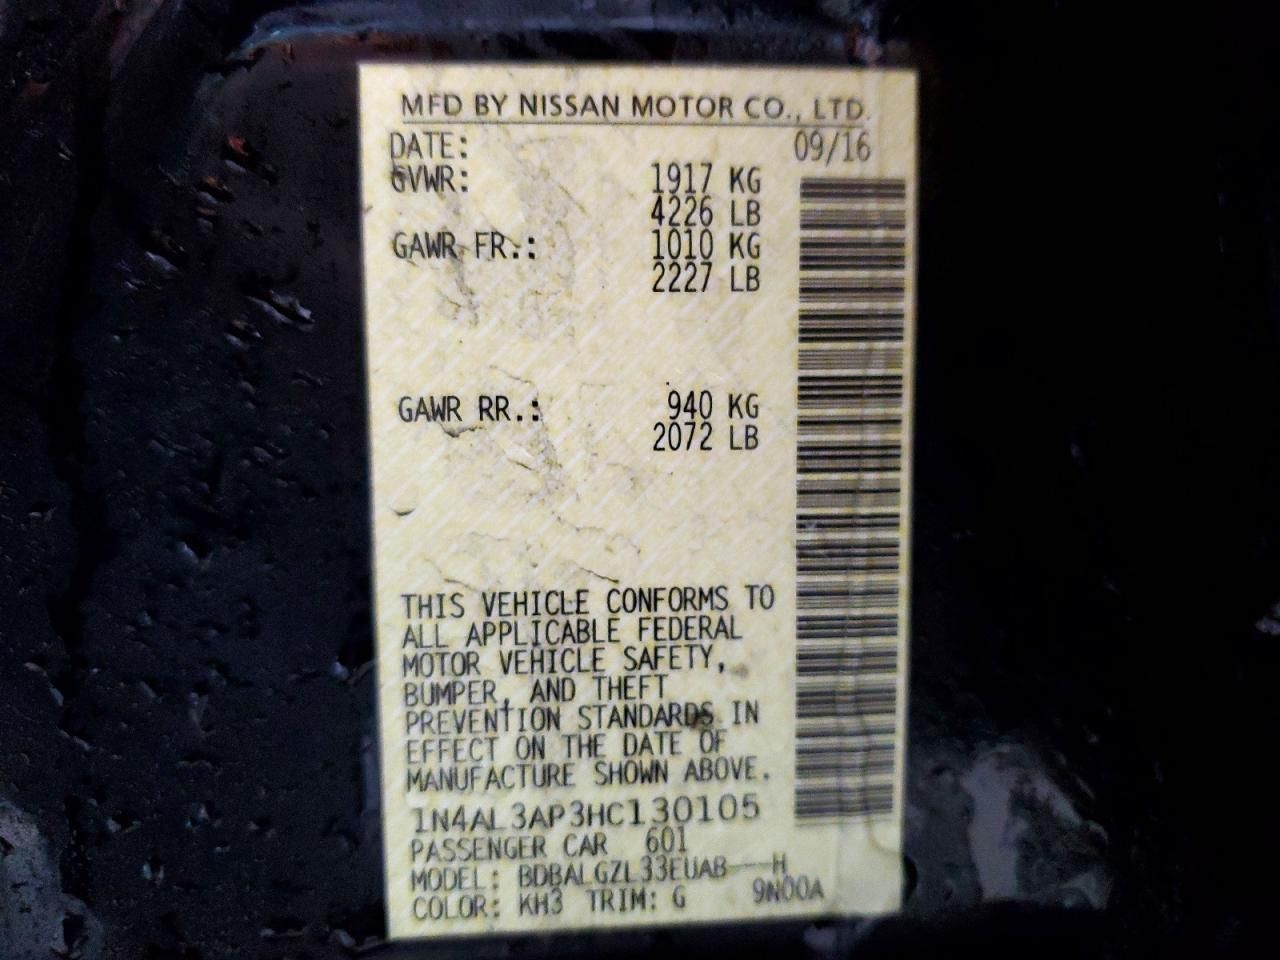 MFD BY NISSAN MOTOR CO., LTD.
DATE: 09/16
GVWR: 1917 KG
4226 LB
GAWR FR.: 1010 KG
2227 LB
GAWR RR.: 940 KG
2072 LB
THIS VEHICLE CONFORMS TO
ALL APPLICABLE FEDERAL
MOTOR VEHICLE SAFETY,
BUMPER, AND THEFT
PREVENTION STANDARDS IN
EFFECT ON THE DATE OF
MANUFACTURE SHOWN ABOVE.
1N4AL3AP3HC130105
PASSENGER CAR 601
MODEL: BDBALGZL33EUAB---H
COLOR: KH3 TRIM: G 9N00A